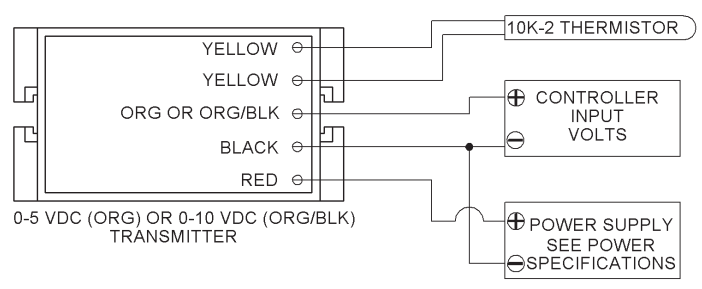 YELLOW
YELLOW
ORG OR ORG/BLK
BLACK
RED
0-5 VDC (ORG) OR 0-10 VDC (ORG/BLK)
TRANSMITTER
10K-2 THERMISTOR
CONTROLLER
INPUT
VOLTS
POWER SUPPLY
SEE POWER
SPECIFICATIONS